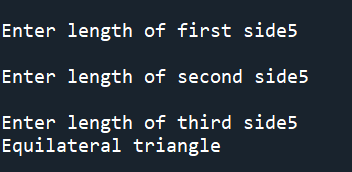 Enter length of first side5
Enter length of second side5
Enter length of third side5
Equilateral triangle